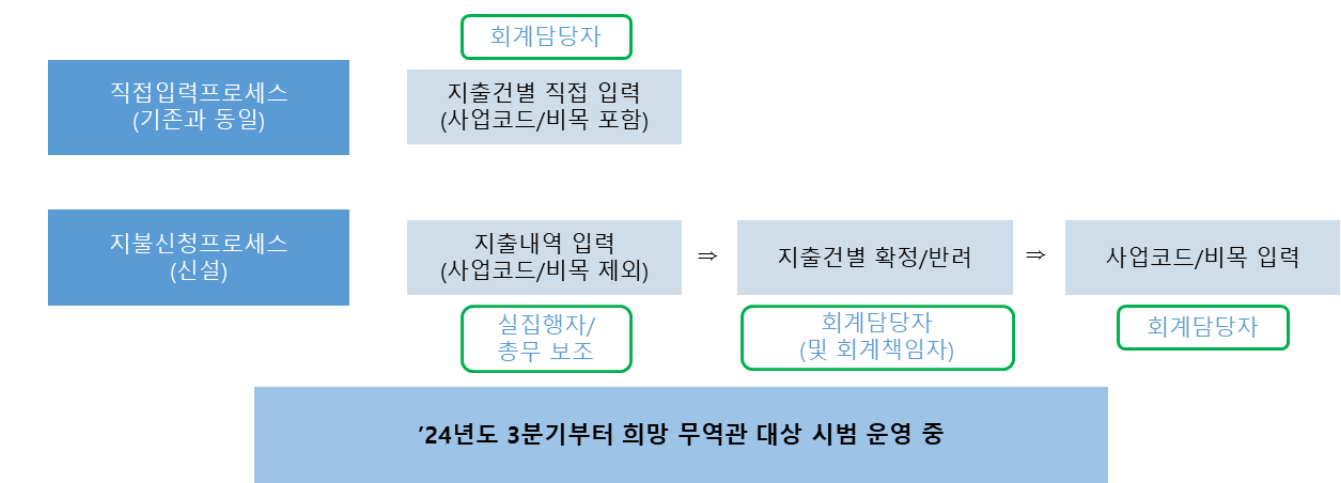 회계담당자
직접입력프로세스
(기존과 동일)
지출건별 직접 입력
(사업코드/비목 포함)
지불신청프로세스
(신설)
지출내역 입력
(사업코드/비목 제외)
⇒
지출건별 확정/반려
⇒
사업코드/비목 입력
실집행자/
총무 보조
회계담당자
(및 회계책임자)
회계담당자
’24년도 3분기부터 희망 무역관 대상 시범 운영 중